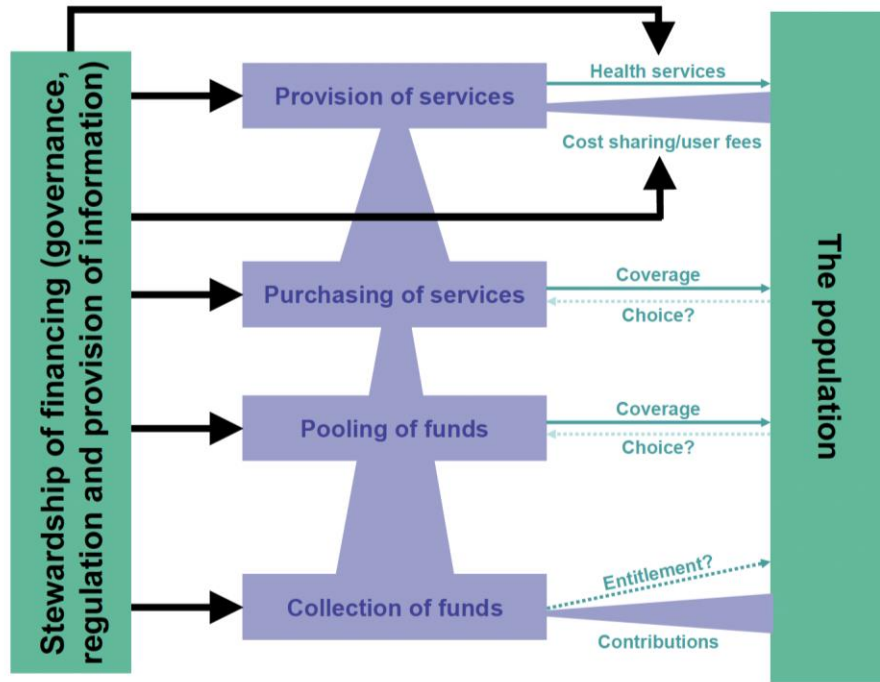 Stewardship of financing (governance,
regulation and provision of information)
Provision of services
Health services
Cost sharing/user fees
Purchasing of services
Coverage
Choice?
Pooling of funds
Coverage
Choice?
Collection of funds
Entitlement?
Contributions
The population